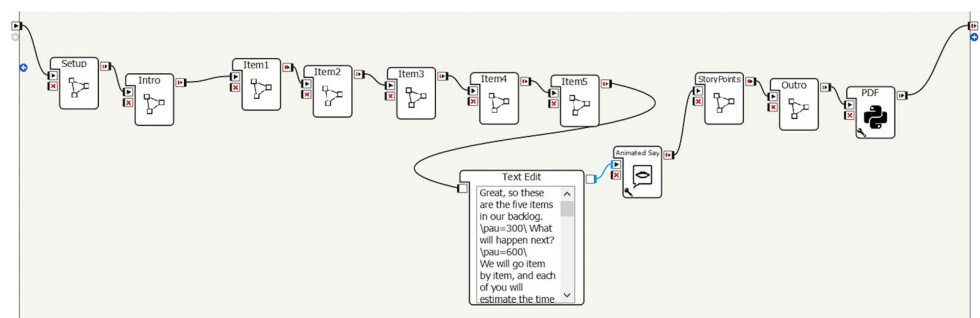 Setup
Intro
Item1
Item2
Item3
Item4
Item5
StoryPoints
Outro
PDF
Animated Say
Text Edit
Great, so these
are the five items
in our backlog.
\pau=300\ What
will happen next?
\pau=600\
We will go item
by item, and each
of you will
estimate the time